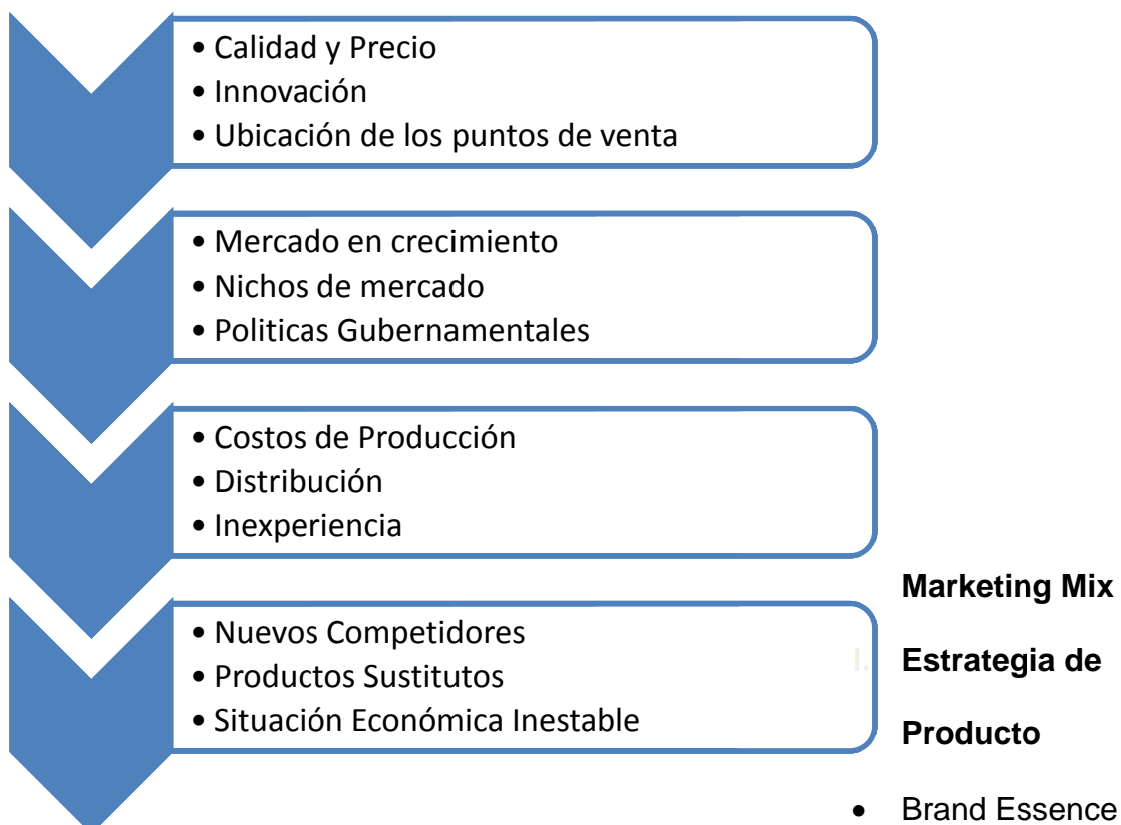 • Calidad y Precio
• Innovación
• Ubicación de los puntos de venta
• Mercado en crecimiento
• Nichos de mercado
• Politicas Gubernamentales
• Costos de Producción
• Distribución
• Inexperiencia
• Nuevos Competidores
• Productos Sustitutos
• Situación Económica Inestable
Marketing Mix
I. Estrategia de
Producto
• Brand Essence